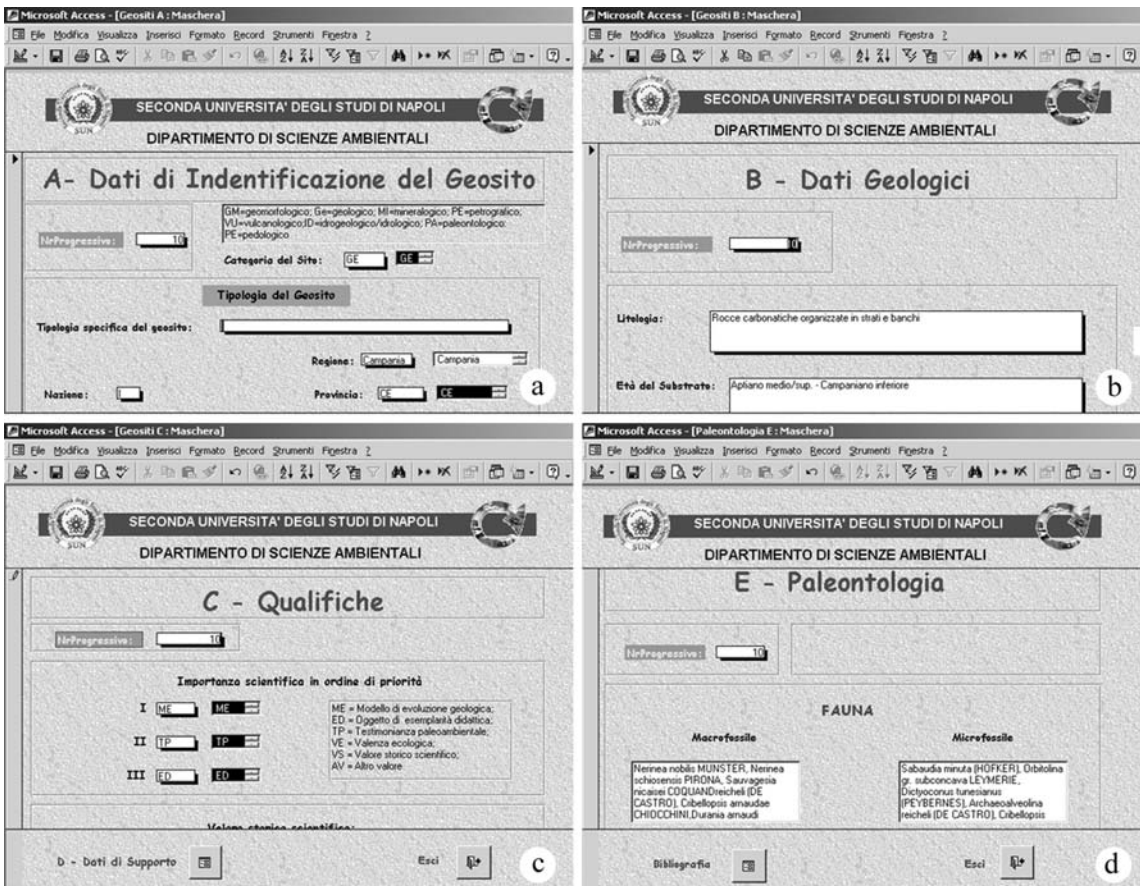 Microsoft Access - [Geositi A : Maschera]
File Modifica Visualizza Inserisci Formato Record Strumenti Finestra ?
SUN
SECONDA UNIVERSITA' DEGLI STUDI DI NAPOLI
DIPARTIMENTO DI SCIENZE AMBIENTALI
A- Dati di Indentificazione del Geosito
NrProgressivo: 10
GM=geomorfologico; Ge=geologico; MI=mineralogico; PE=petrografico;
VU=vulcanologico;ID=idrogeologico/idrologico; PA=paleontologico:
PE=pedologico
Categoria del Sito: GE GE
Tipologia del Geosito
Tipologia specifica del geosito:
Regione: Campania Campania
Nazione: Provincia: CE CE
a
Microsoft Access - [Geositi B : Maschera]
File Modifica Visualizza Inserisci Formato Record Strumenti Finestra ?
SUN
SECONDA UNIVERSITA' DEGLI STUDI DI NAPOLI
DIPARTIMENTO DI SCIENZE AMBIENTALI
B - Dati Geologici
NrProgressivo:
Litologia: Rocce carbonatiche organizzate in strati e banchi
Età del Substrato: Aptiano medio/sup. - Campaniano inferiore
b
Microsoft Access - [Geositi C : Maschera]
File Modifica Visualizza Inserisci Formato Record Strumenti Finestra ?
SUN
SECONDA UNIVERSITA' DEGLI STUDI DI NAPOLI
DIPARTIMENTO DI SCIENZE AMBIENTALI
C - Qualifiche
NrProgressivo: 10
Importanza scientifica in ordine di priorità
I ME ME
II TP TP
III ED ED
ME = Modello di evoluzione geologica;
ED = Oggetto di esemplarità didattica;
TP = Testimonianza paleoambientale;
VE = Valenza ecologica;
VS = Valore storico scientifico;
AV = Altro valore
Valore storico scientifico:
D - Dati di Supporto Esci
c
Microsoft Access - [Paleontologia E : Maschera]
File Modifica Visualizza Inserisci Formato Record Strumenti Finestra ?
SUN
SECONDA UNIVERSITA' DEGLI STUDI DI NAPOLI
DIPARTIMENTO DI SCIENZE AMBIENTALI
E - Paleontologia
NrProgressivo: 10
FAUNA
Macrofossile
Nerinea nobilis MUNSTER, Nerinea
schiosensis PIRONA, Sauvagesia
nicaisei COQUANDreicheli (DE
CASTRO), Cribellopsis arnaudae
CHIOCCHINI,Durania arnaudi
Microfossile
Sabaudia minuta (HOFKER), Orbitolina
gr. subconcava LEYMERIE,
Dictyoconus tunesianus
(PEYBERNES), Archaeoalveolina
reicheli (DE CASTRO), Cribellopsis
Bibliografia Esci
d